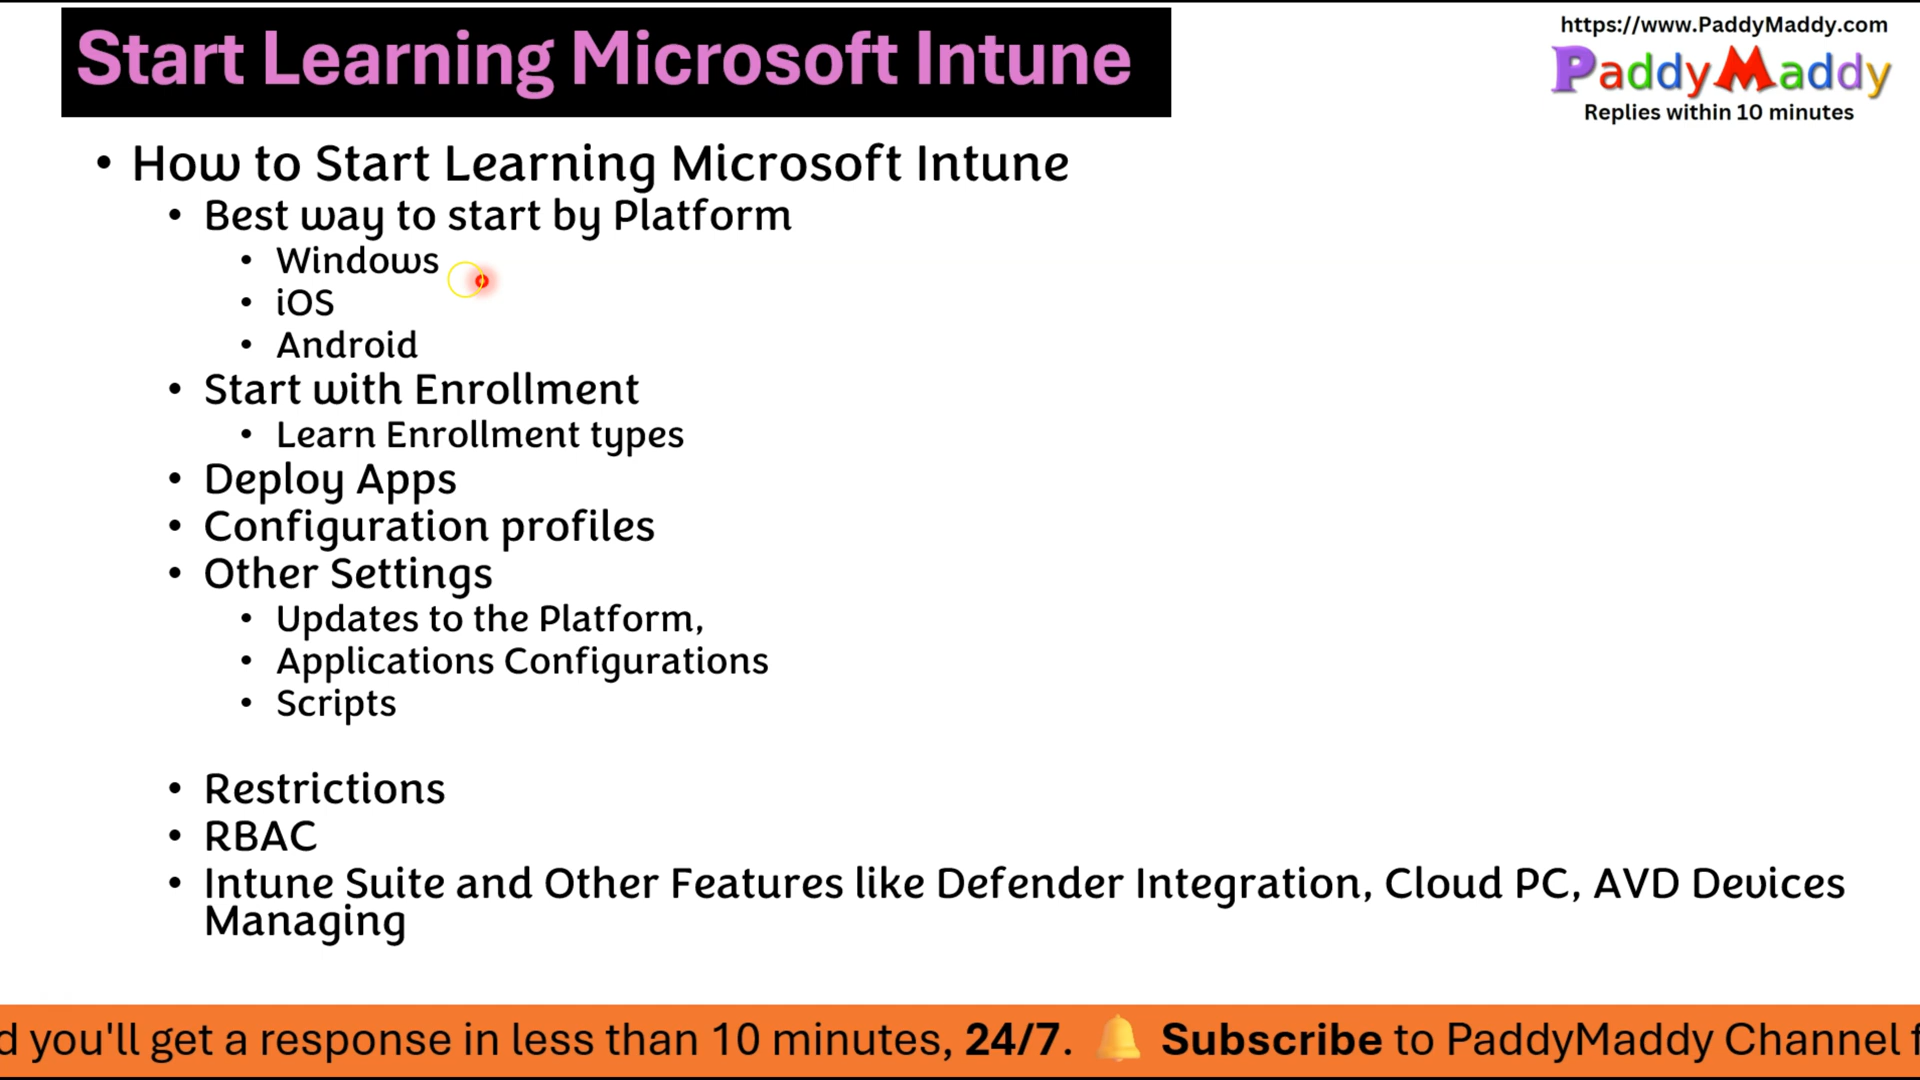 Start Learning Microsoft Intune
https://www.PaddyMaddy.com
PaddyMaddy
Replies within 10 minutes
• How to Start Learning Microsoft Intune
• Best way to start by Platform
• Windows
• iOS
• Android
• Start with Enrollment
• Learn Enrollment types
• Deploy Apps
• Configuration profiles
• Other Settings
• Updates to the Platform,
• Applications Configurations
• Scripts
• Restrictions
• RBAC
• Intune Suite and Other Features like Defender Integration, Cloud PC, AVD Devices
Managing
d you'll get a response in less than 10 minutes, 24/7. 🔔 Subscribe to PaddyMaddy Channel f